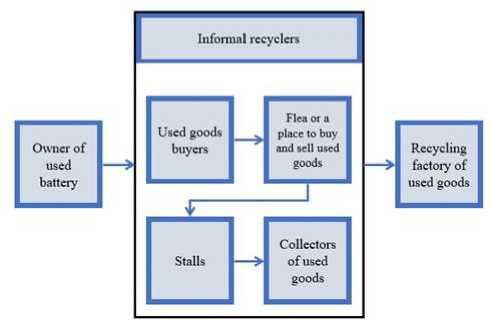 Informal recyclers
Owner of
used
battery
Used goods
buyers
Flea or a
place to buy
and sell used
goods
Recycling
factory of
used goods
Stalls
Collectors
of used
goods